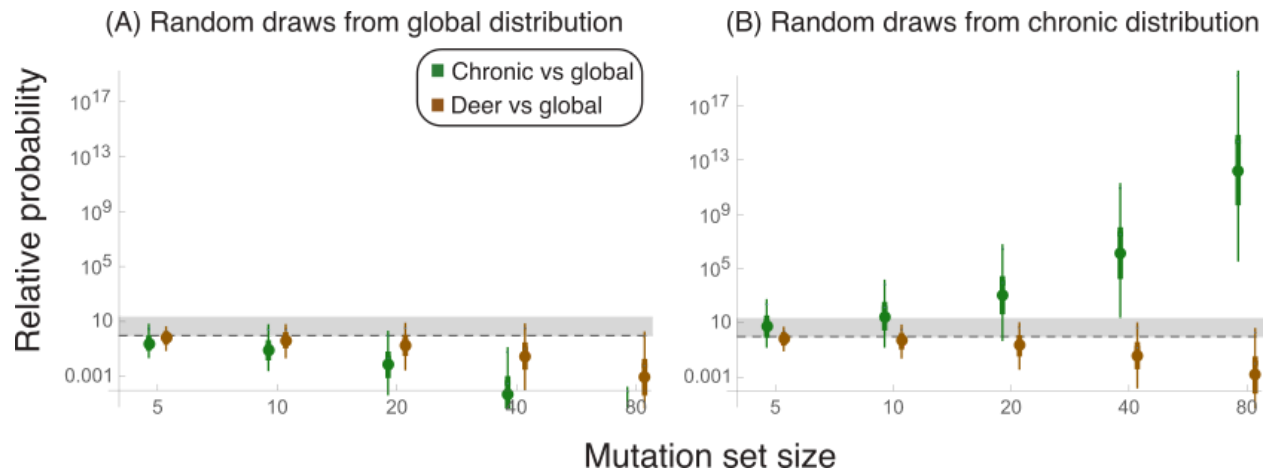 (A) Random draws from global distribution
(B) Random draws from chronic distribution
Chronic vs global
Deer vs global
Relative probability
10^17
10^13
10^9
10^5
10
0.001
5 10 20 40 80
10^17
10^13
10^9
10^5
10
0.001
5 10 20 40 80
Mutation set size